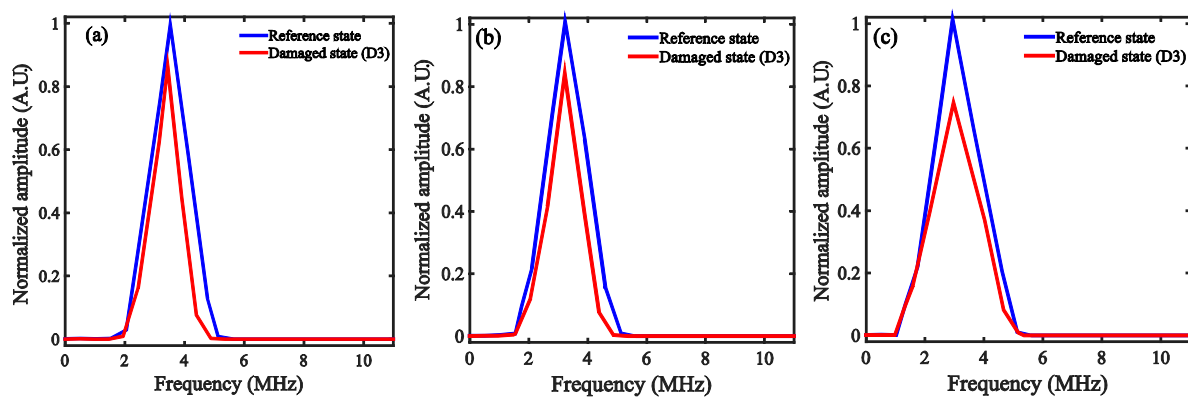 (a)
Reference state
Damaged state (D3)
1
0.8
0.6
0.4
0.2
0
0 2 4 6 8 10
Normalized amplitude (A.U.)
Frequency (MHz)
(b)
Reference state
Damaged state (D3)
1
0.8
0.6
0.4
0.2
0
0 2 4 6 8 10
Normalized amplitude (A.U.)
Frequency (MHz)
(c)
Reference state
Damaged state (D3)
1
0.8
0.6
0.4
0.2
0
0 2 4 6 8 10
Normalized amplitude (A.U.)
Frequency (MHz)